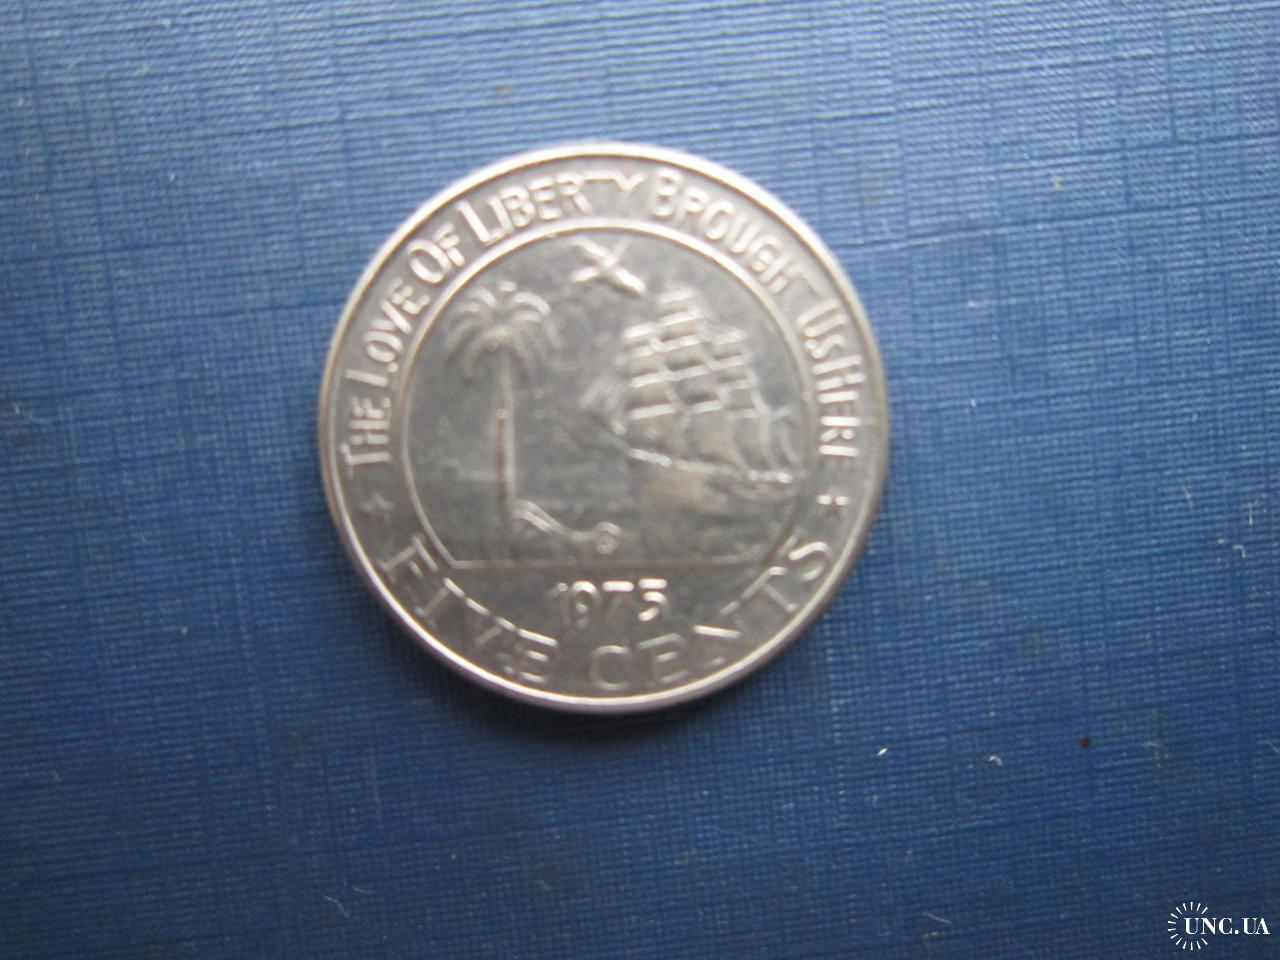 THE LOVE OF LIBERTY BROUGHT US HERE
1975
FIVE CENTS
UNC.UA